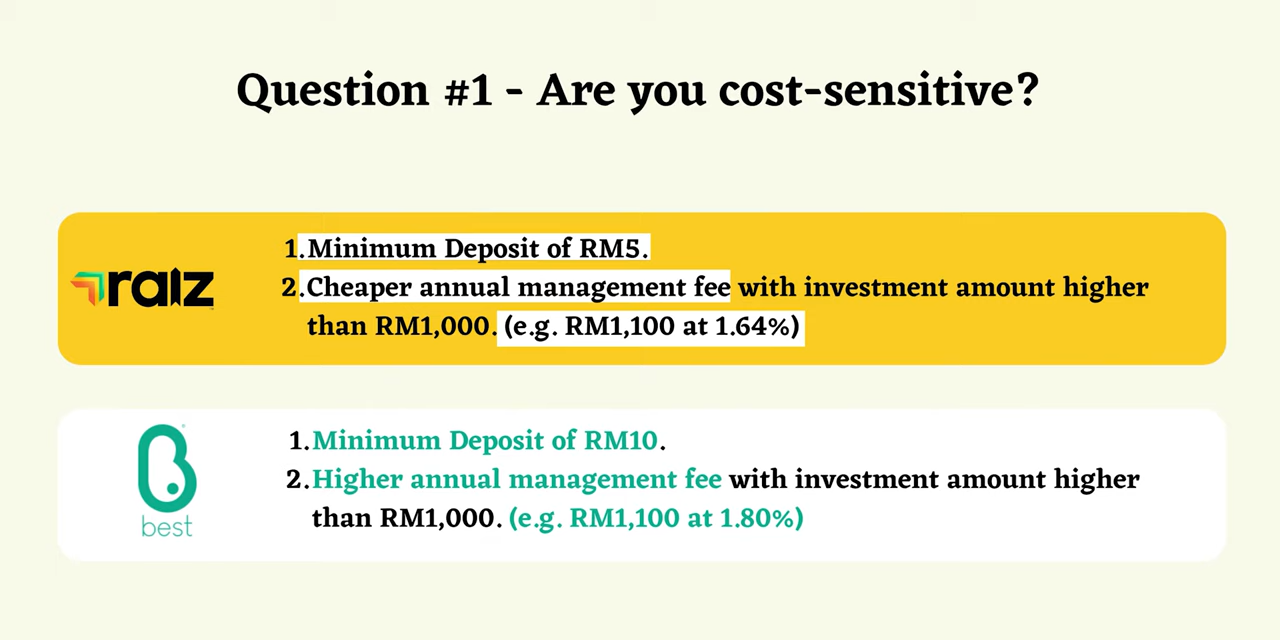 Question #1 - Are you cost-sensitive?
raiz
1. Minimum Deposit of RM5.
2. Cheaper annual management fee with investment amount higher
than RM1,000. (e.g. RM1,100 at 1.64%)
best
1. Minimum Deposit of RM10.
2. Higher annual management fee with investment amount higher
than RM1,000. (e.g. RM1,100 at 1.80%)